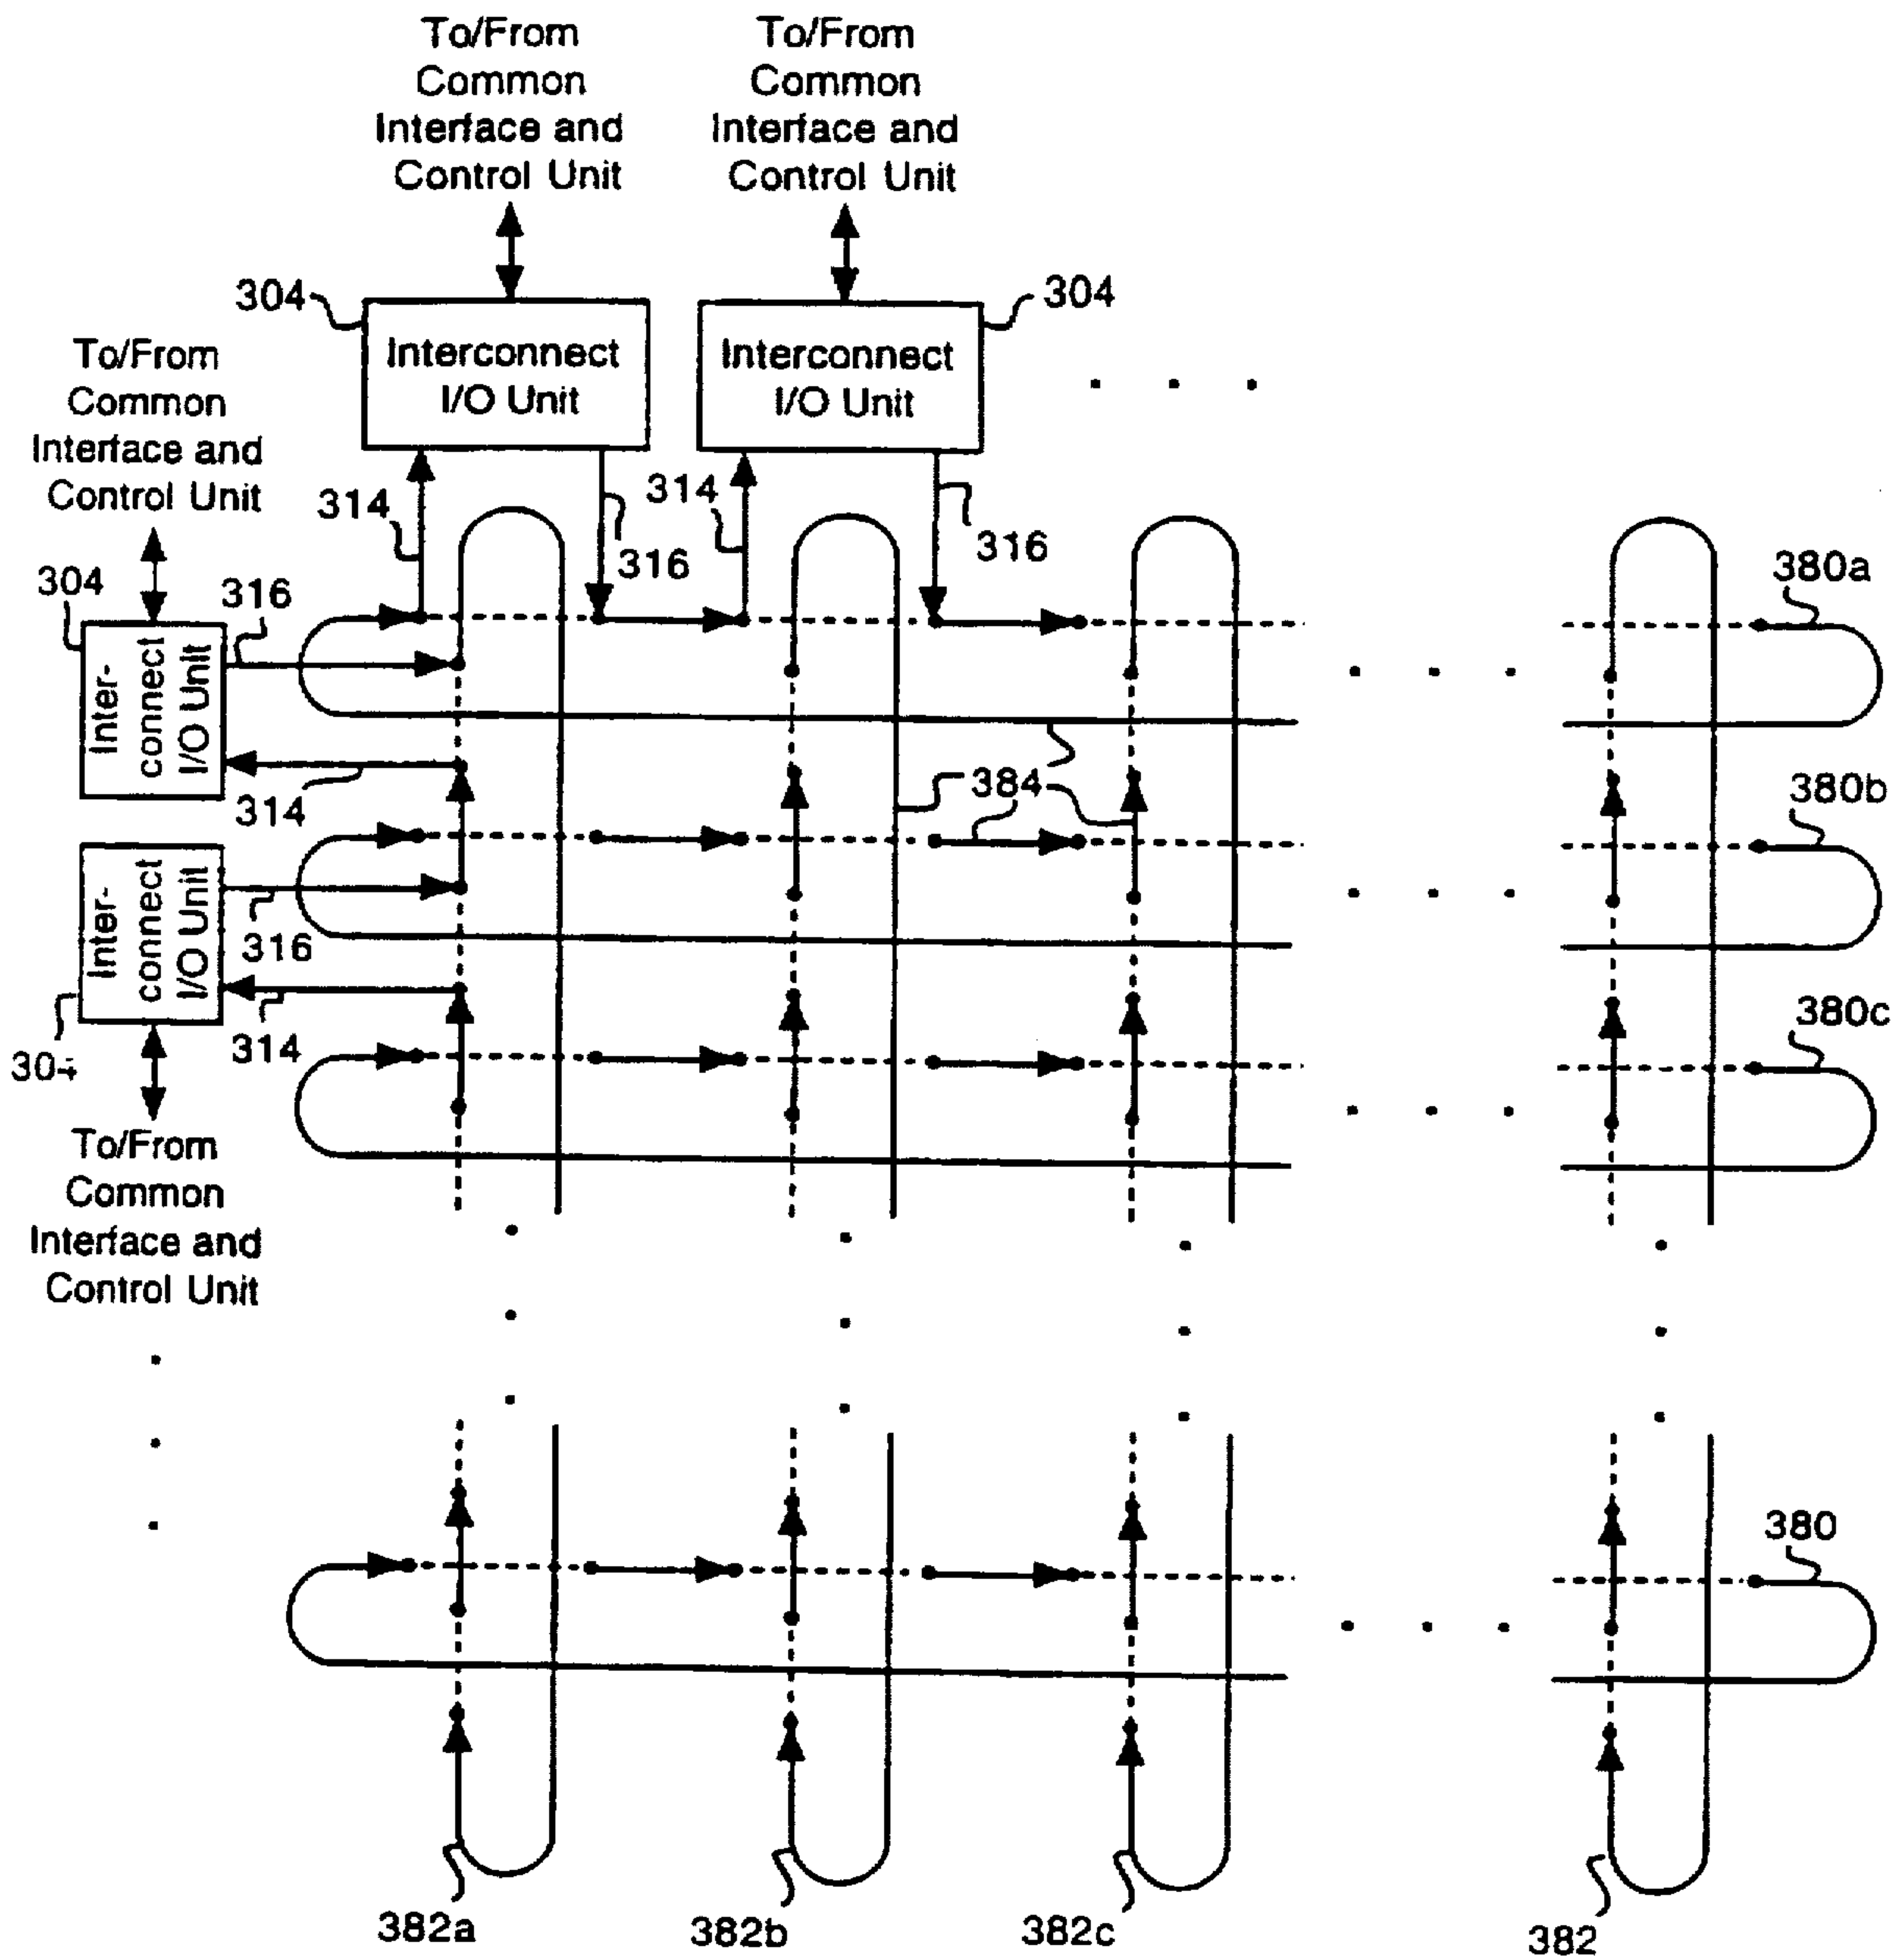 To/From
Common
Interface and
Control Unit
To/From
Common
Interface and
Control Unit
304
Interconnect
I/O Unit
Interconnect
I/O Unit
304
To/From
Common
Interface and
Control Unit
314
316
314
316
304
316
Inter-
connect
I/O Unit
380a
314
384
380b
Inter-
connect
I/O Unit
316
304
314
380c
To/From
Common
Interface and
Control Unit
380
382a
382b
382c
382